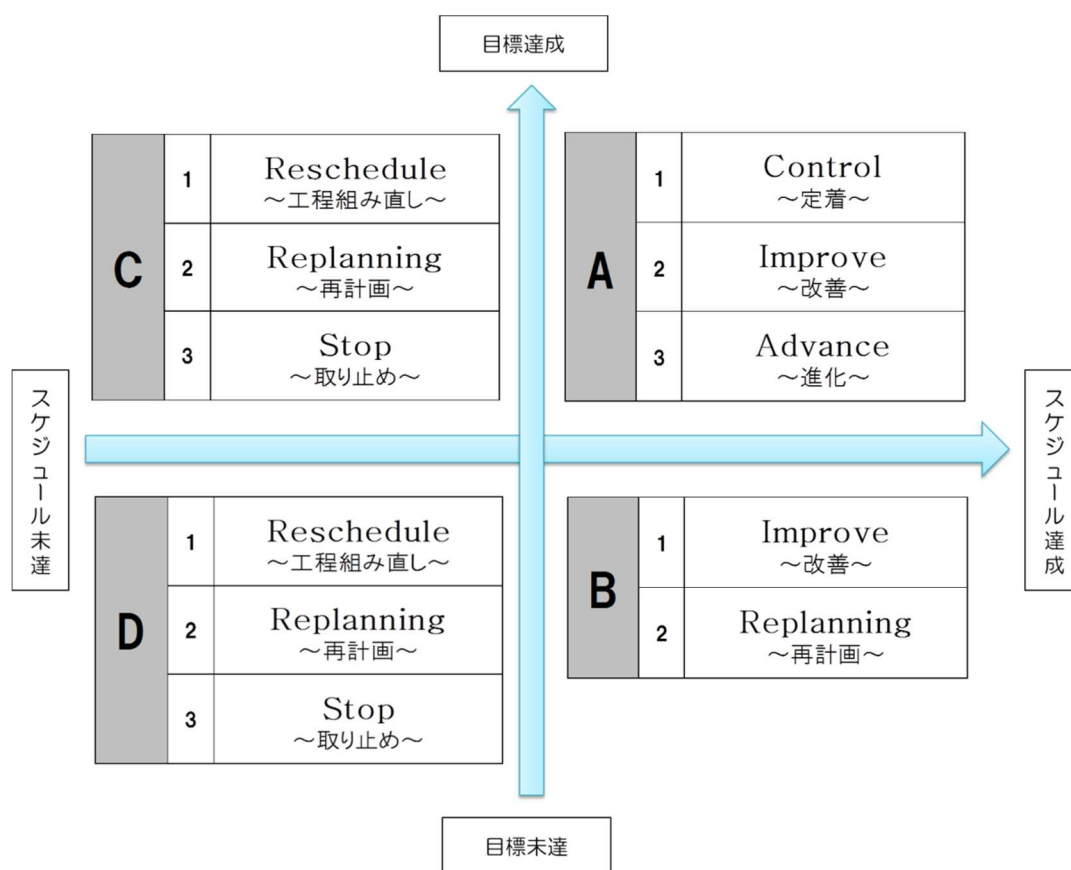 目標達成
C
1
Reschedule
～工程組み直し～
2
Replanning
～再計画～
3
Stop
～取り止め～
A
1
Control
～定着～
2
Improve
～改善～
3
Advance
～進化～
スケジュール未達
スケジュール達成
D
1
Reschedule
～工程組み直し～
2
Replanning
～再計画～
3
Stop
～取り止め～
B
1
Improve
～改善～
2
Replanning
～再計画～
目標未達